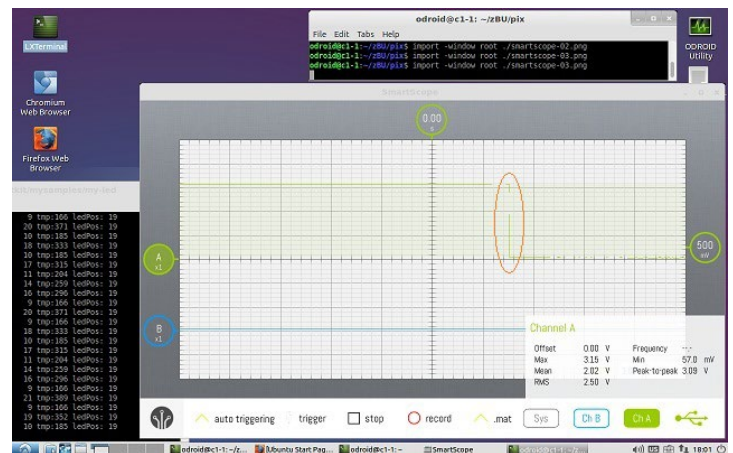 odroid@c1-1: ~/zBU/pix
File Edit Tabs Help
odroid@c1-1:~/zBU/pix$ import -window root ./smartscope-02.png
odroid@c1-1:~/zBU/pix$ import -window root ./smartscope-03.png
odroid@c1-1:~/zBU/pix$ import -window root ./smartscope-03.png
LXTerminal
ODROID
Utility
Chromium
Web Browser
Firefox Web
Browser
SmartScope
0.00
s
A
x1
500
mV
B
x1
9 tmp:166 ledPos: 19
20 tmp:371 ledPos: 19
10 tmp:185 ledPos: 19
18 tmp:333 ledPos: 19
10 tmp:185 ledPos: 19
17 tmp:315 ledPos: 19
11 tmp:204 ledPos: 19
14 tmp:259 ledPos: 19
16 tmp:296 ledPos: 19
9 tmp:166 ledPos: 19
20 tmp:371 ledPos: 19
9 tmp:166 ledPos: 19
18 tmp:333 ledPos: 19
10 tmp:185 ledPos: 19
17 tmp:315 ledPos: 19
11 tmp:204 ledPos: 19
14 tmp:259 ledPos: 19
16 tmp:296 ledPos: 19
9 tmp:166 ledPos: 19
21 tmp:389 ledPos: 19
9 tmp:166 ledPos: 19
19 tmp:352 ledPos: 19
10 tmp:185 ledPos: 19
Channel A
Offset 0.00 V Frequency --.-
Max 3.15 V Min 57.0 mV
Mean 2.02 V Peak-to-peak 3.09 V
RMS 2.50 V
auto triggering trigger stop record .mat Sys Ch B Ch A
odroid@c1-1: ~/z... [Ubuntu Start Pag... odroid@c1-1: ~ SmartScope 18:01